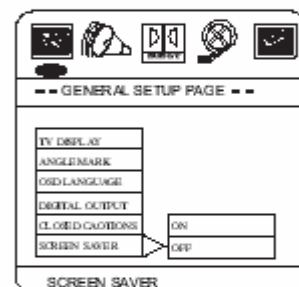 -- GENERAL SETUP PAGE --
TV DISPLAY
ANGLE MARK
OSD LANGUAGE
DIGITAL OUTPUT
CLOSED CAOTIONS
ON
SCREEN SAVER
OFF
SCREEN SAVER